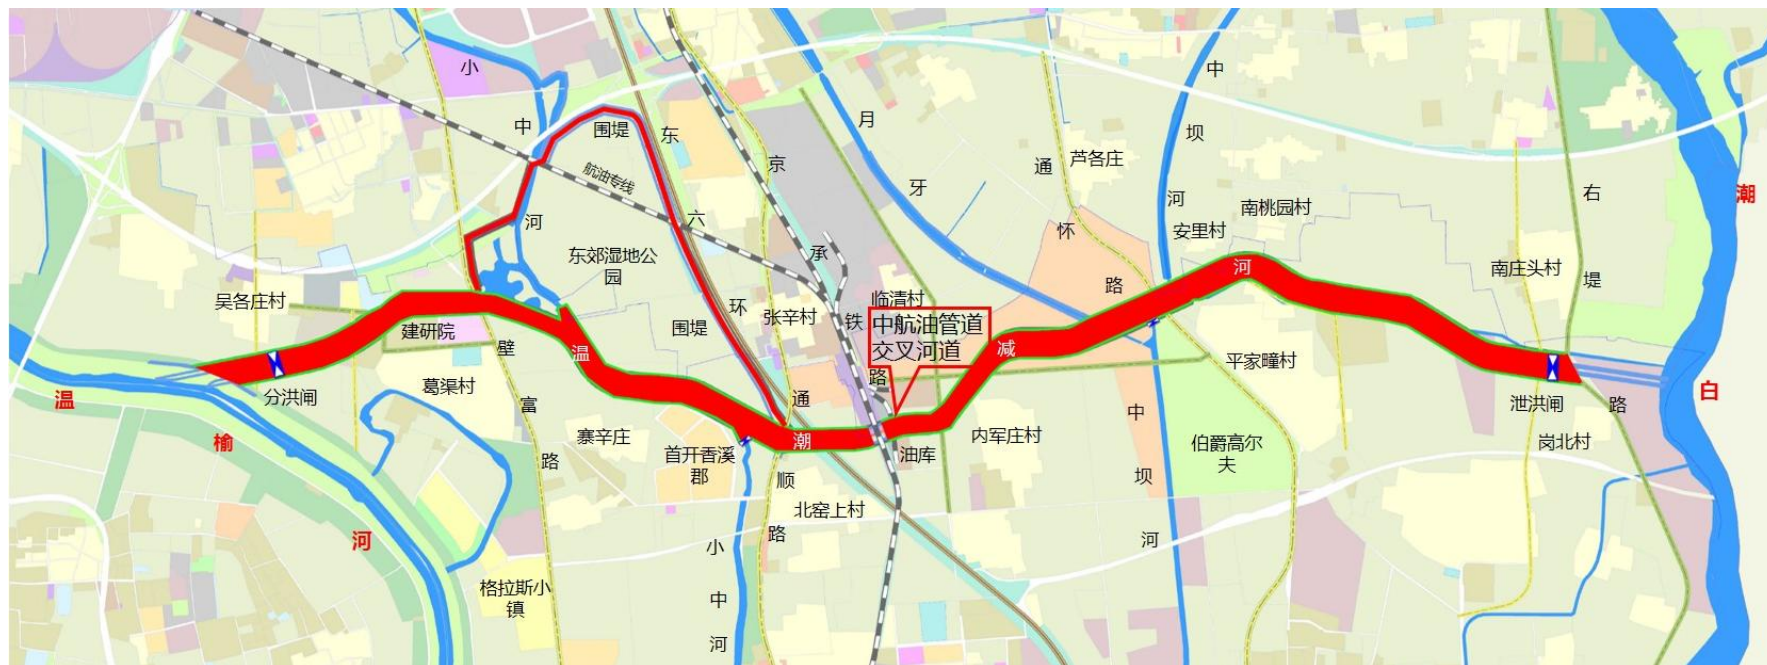 小中河
围堤
航油专线
东六环
京承铁路
月牙河
通怀路
芦各庄
中坝河
安里村
南桃园村
右堤路
南庄头村
潮白
东郊湿地公
园
吴各庄村
建研院
壁富路
围堤
张辛村
临清村
中航油管道
交叉河道
温潮减河
平家疃村
分洪闸
葛渠村
温榆河
寨辛庄
首开香溪
郡
通顺路
油库
内军庄村
伯爵高尔
夫
中坝河
泄洪闸
岗北村
北窑上村
格拉斯小
镇
小中河